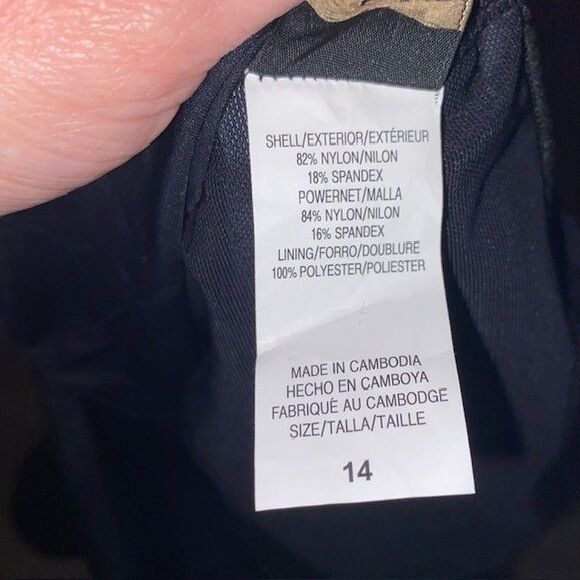 SHELL/EXTERIOR/EXTÉRIEUR
82% NYLON/NILON
18% SPANDEX
POWERNET/MALLA
84% NYLON/NILON
16% SPANDEX
LINING/FORRO/DOUBLURE
100% POLYESTER/POLIESTER
MADE IN CAMBODIA
HECHO EN CAMBOYA
FABRIQUÉ AU CAMBODGE
SIZE/TALLA/TAILLE
14